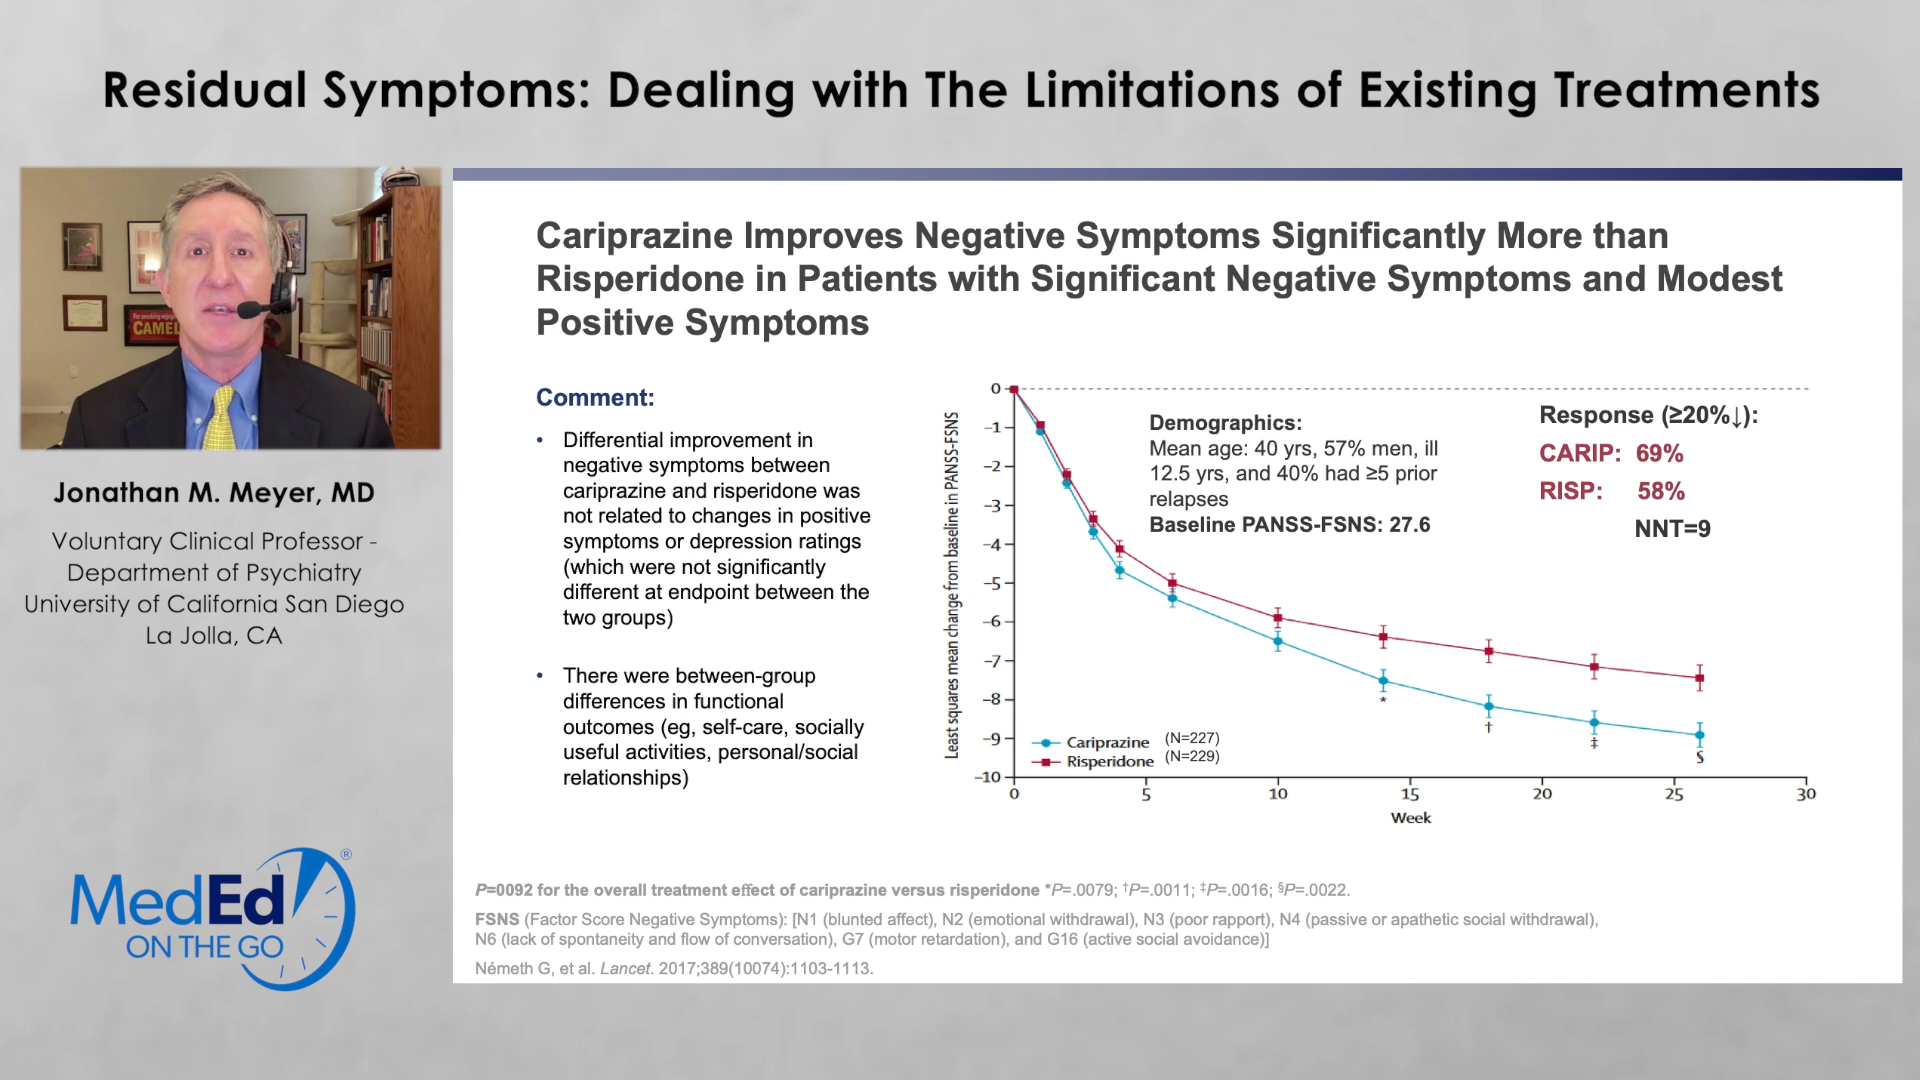 Residual Symptoms: Dealing with The Limitations of Existing Treatments
For smoking enjoyment
CAMEL
Jonathan M. Meyer, MD
Voluntary Clinical Professor -
Department of Psychiatry
University of California San Diego
La Jolla, CA
MedEd®
ON THE GO
Cariprazine Improves Negative Symptoms Significantly More than
Risperidone in Patients with Significant Negative Symptoms and Modest
Positive Symptoms
Comment:
• Differential improvement in
negative symptoms between
cariprazine and risperidone was
not related to changes in positive
symptoms or depression ratings
(which were not significantly
different at endpoint between the
two groups)
• There were between-group
differences in functional
outcomes (eg, self-care, socially
useful activities, personal/social
relationships)
Least squares mean change from baseline in PANSS-FSNS
0
−1
−2
−3
−4
−5
−6
−7
−8
−9
−10
Demographics:
Mean age: 40 yrs, 57% men, ill
12.5 yrs, and 40% had ≥5 prior
relapses
Baseline PANSS-FSNS: 27.6
Response (≥20%↓):
CARIP: 69%
RISP: 58%
NNT=9
*
†
‡
§
Cariprazine (N=227)
Risperidone (N=229)
0 5 10 15 20 25 30
Week
P=0092 for the overall treatment effect of cariprazine versus risperidone *P=.0079; †P=.0011; ‡P=.0016; §P=.0022.
FSNS (Factor Score Negative Symptoms): [N1 (blunted affect), N2 (emotional withdrawal), N3 (poor rapport), N4 (passive or apathetic social withdrawal),
N6 (lack of spontaneity and flow of conversation), G7 (motor retardation), and G16 (active social avoidance)]
Németh G, et al. Lancet. 2017;389(10074):1103-1113.